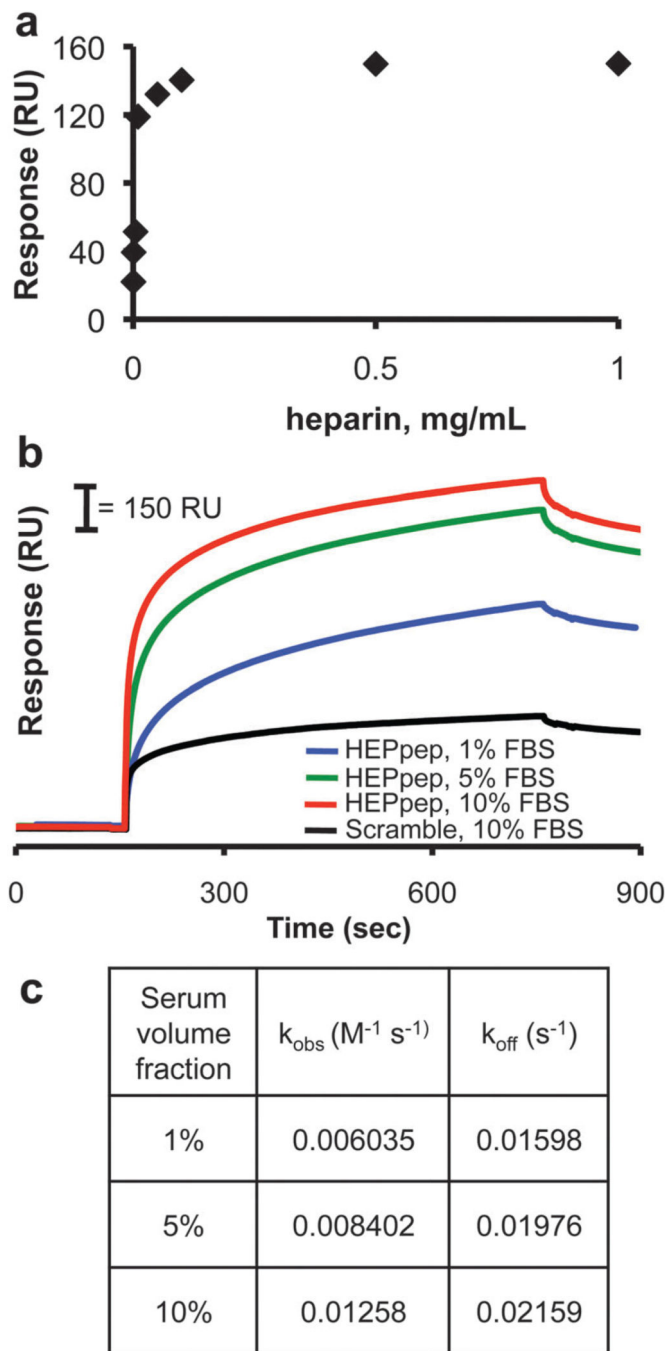 a
160
120
80
40
0
Response (RU)
0 0.5 1
heparin, mg/mL
b
= 150 RU
Response (RU)
HEPpep, 1% FBS
HEPpep, 5% FBS
HEPpep, 10% FBS
Scramble, 10% FBS
0 300 600 900
Time (sec)
c
Serum
volume
fraction
k_obs (M⁻¹ s⁻¹)
k_off (s⁻¹)
1% 0.006035 0.01598
5% 0.008402 0.01976
10% 0.01258 0.02159